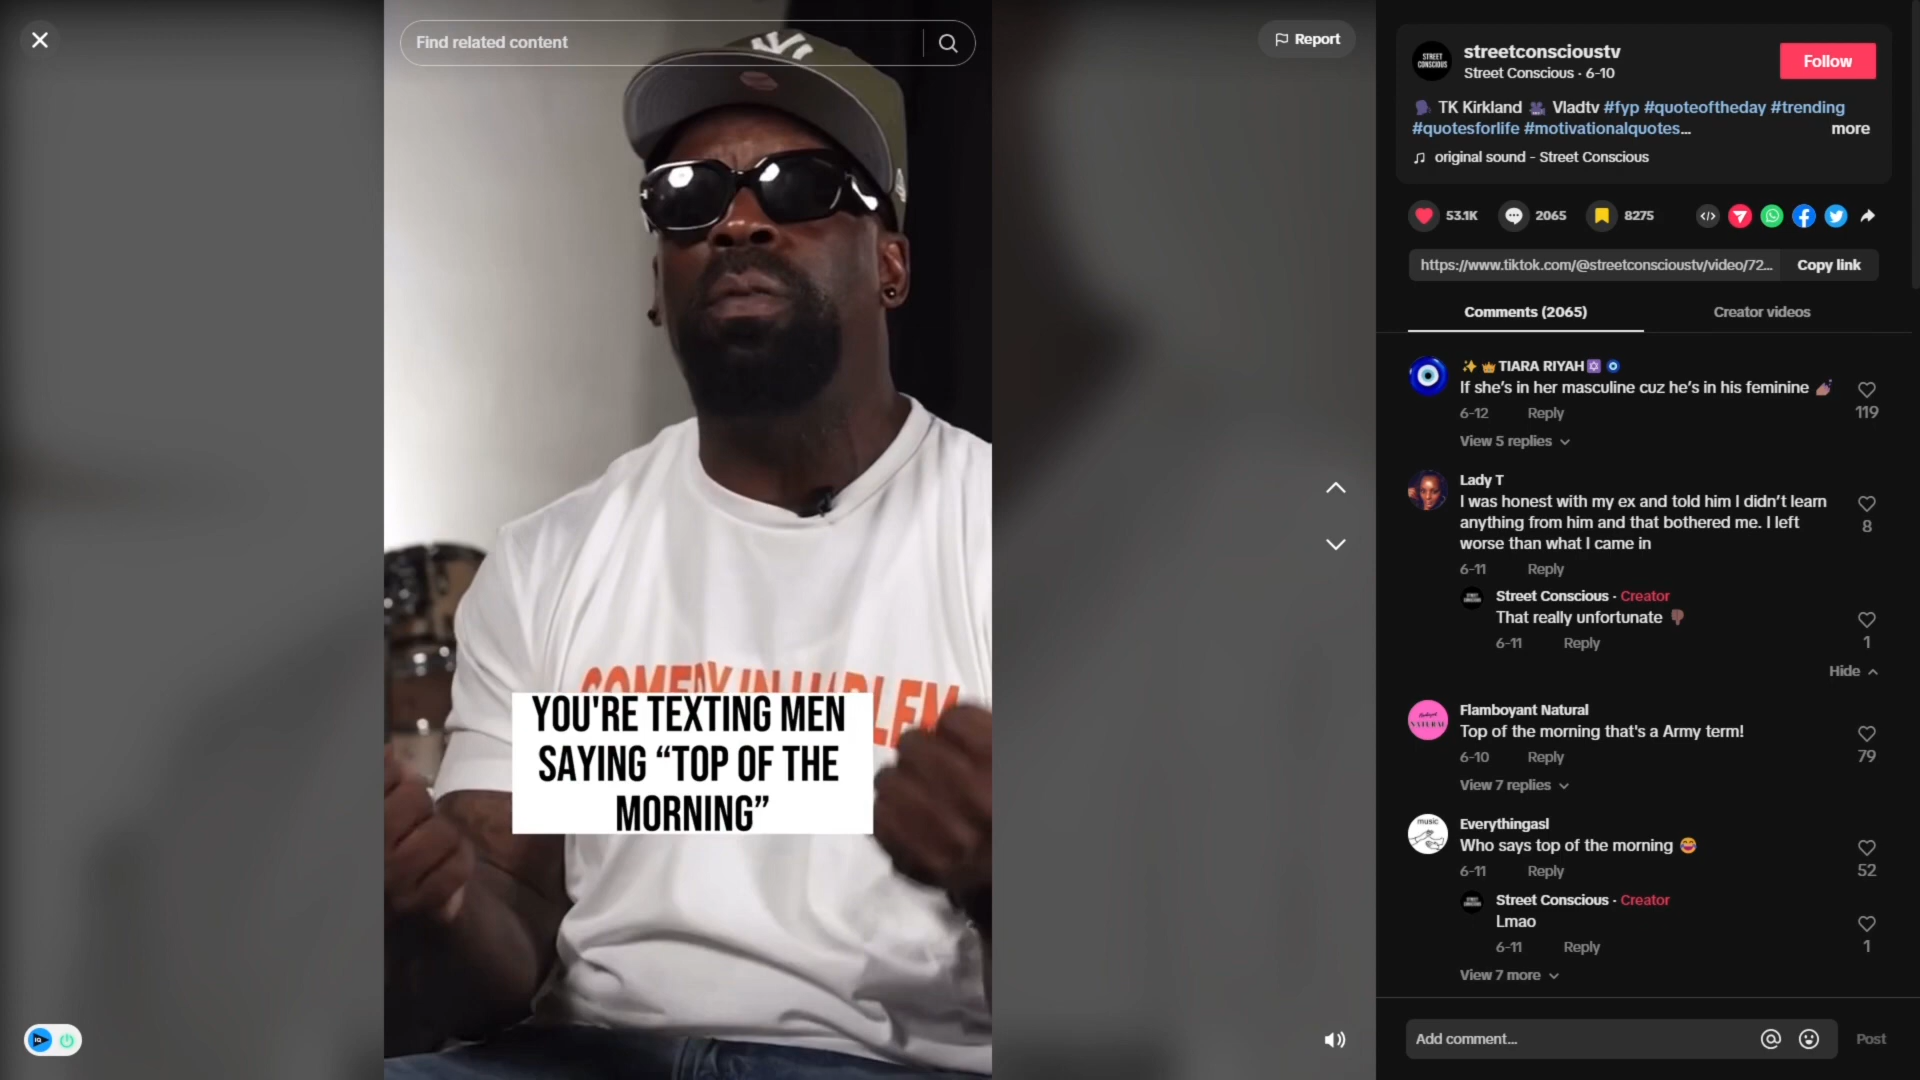 Find related content
Report
COMEDY IN HARLEM
YOU'RE TEXTING MEN
SAYING “TOP OF THE
MORNING”
STREET
CONSCIOUS
streetconscioustv
Street Conscious · 6-10
Follow
TK Kirkland 🎥 Vladtv #fyp #quoteoftheday #trending
#quotesforlife #motivationalquotes...
more
original sound - Street Conscious
53.1K
2065
8275
https://www.tiktok.com/@streetconscioustv/video/72...
Copy link
Comments (2065)
Creator videos
✨👑TIARA RIYAH🔯🧿
If she’s in her masculine cuz he’s in his feminine 💅🏾
119
6-12 Reply
View 5 replies
Lady T
I was honest with my ex and told him I didn’t learn
anything from him and that bothered me. I left
worse than what I came in
8
6-11 Reply
Street Conscious · Creator
That really unfortunate 👎🏿
1
6-11 Reply
Hide
Flamboyant Natural
Top of the morning that's a Army term!
79
6-10 Reply
View 7 replies
music
Everythingasl
Who says top of the morning 😂
52
6-11 Reply
Street Conscious · Creator
Lmao
1
6-11 Reply
View 7 more
Add comment...
Post